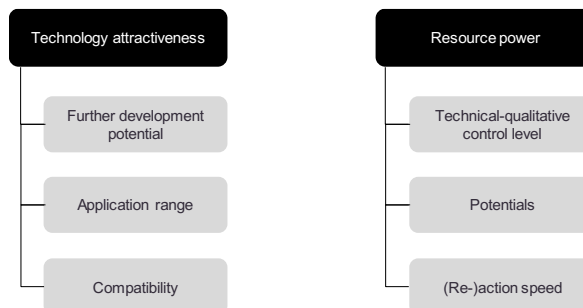 Technology attractiveness
Further development
potential
Application range
Compatibility
Resource power
Technical-qualitative
control level
Potentials
(Re-)action speed